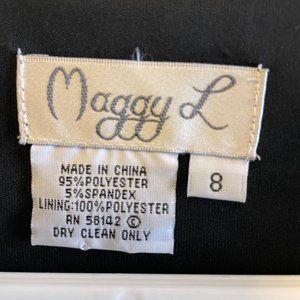 Maggy L
8
MADE IN CHINA
95%POLYESTER
5%SPANDEX
LINING:100%POLYESTER
RN 58142 ©
DRY CLEAN ONLY